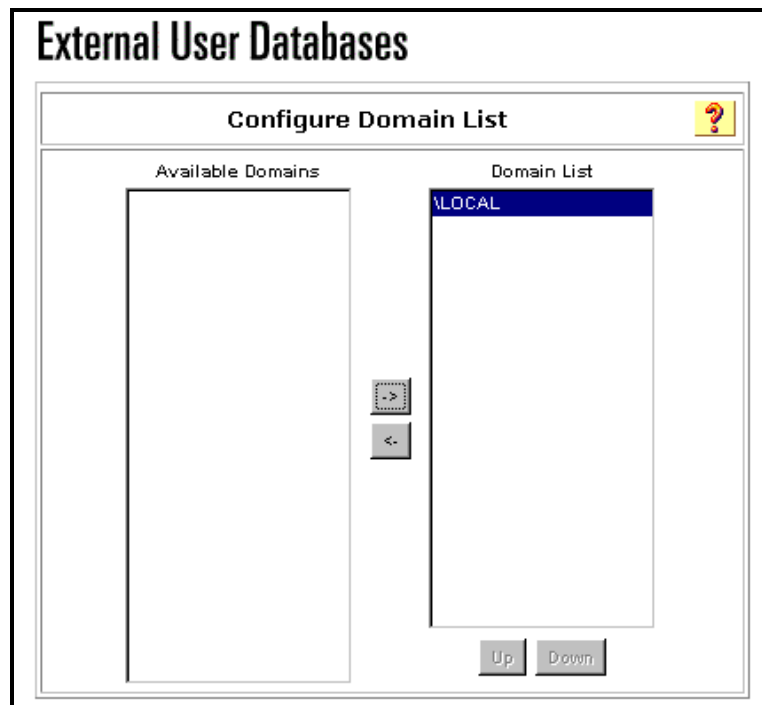 External User Databases
Configure Domain List
?
Available Domains
Domain List
\LOCAL
->
<-
Up
Down